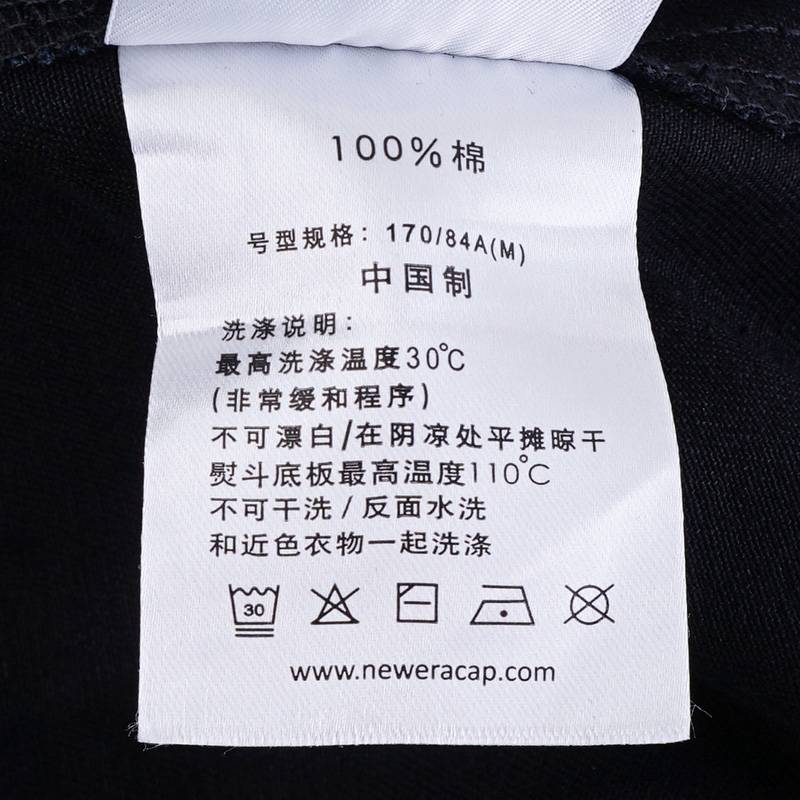 100%棉
号型规格：170/84A(M)
中国制
洗涤说明：
最高洗涤温度30℃
(非常缓和程序)
不可漂白/在阴凉处平摊晾干
熨斗底板最高温度110℃
不可干洗/反面水洗
和近色衣物一起洗涤
30
www.neweracap.com